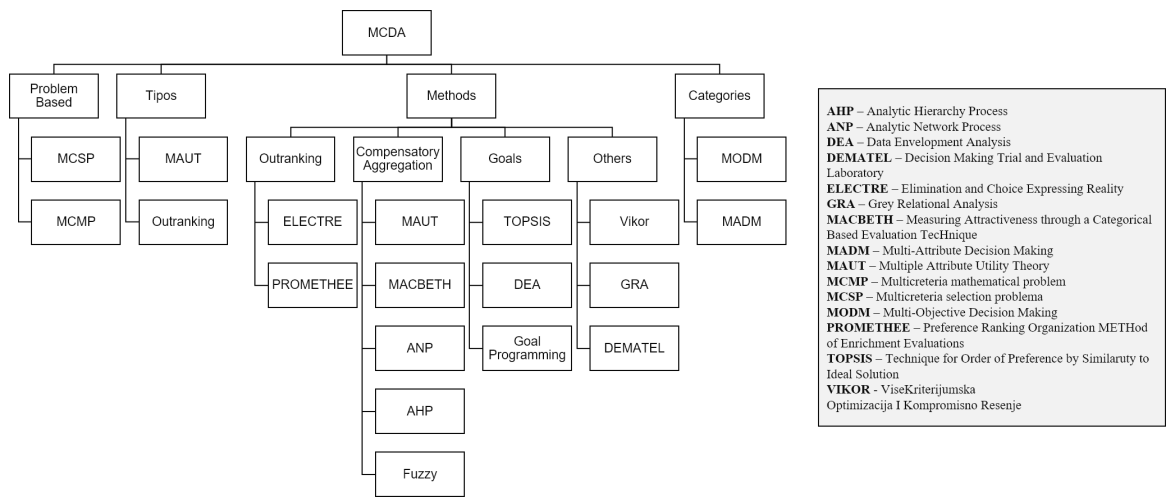 MCDA
Problem
Based
Tipos
Methods
Categories
MCSP
MAUT
Outranking
Compensatory
Aggregation
Goals
Others
MODM
MCMP
Outranking
ELECTRE
MAUT
TOPSIS
Vikor
MADM
PROMETHEE
MACBETH
DEA
GRA
ANP
Goal
Programming
DEMATEL
AHP
Fuzzy
AHP – Analytic Hierarchy Process
ANP – Analytic Network Process
DEA – Data Envelopment Analysis
DEMATEL – Decision Making Trial and Evaluation
Laboratory
ELECTRE – Elimination and Choice Expressing Reality
GRA – Grey Relational Analysis
MACBETH – Measuring Attractiveness through a Categorical
Based Evaluation TecHnique
MADM – Multi-Attribute Decision Making
MAUT – Multiple Attribute Utility Theory
MCMP – Multicreteria mathematical problem
MCSP – Multicreteria selection problema
MODM – Multi-Objective Decision Making
PROMETHEE – Preference Ranking Organization METHod
of Enrichment Evaluations
TOPSIS – Technique for Order of Preference by Similaruty to
Ideal Solution
VIKOR - ViseKriterijumska
Optimizacija I Kompromisno Resenje